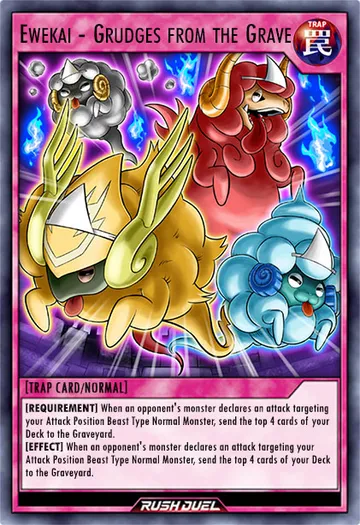 Ewekai - Grudges from the Grave
TRAP
罠
[TRAP CARD/NORMAL]
[REQUIREMENT] When an opponent's monster declares an attack targeting
your Attack Position Beast Type Normal Monster, send the top 4 cards of your
Deck to the Graveyard.
[EFFECT] When an opponent's monster declares an attack targeting your
Attack Position Beast Type Normal Monster, send the top 4 cards of your
Deck to the Graveyard.
RUSH DUEL